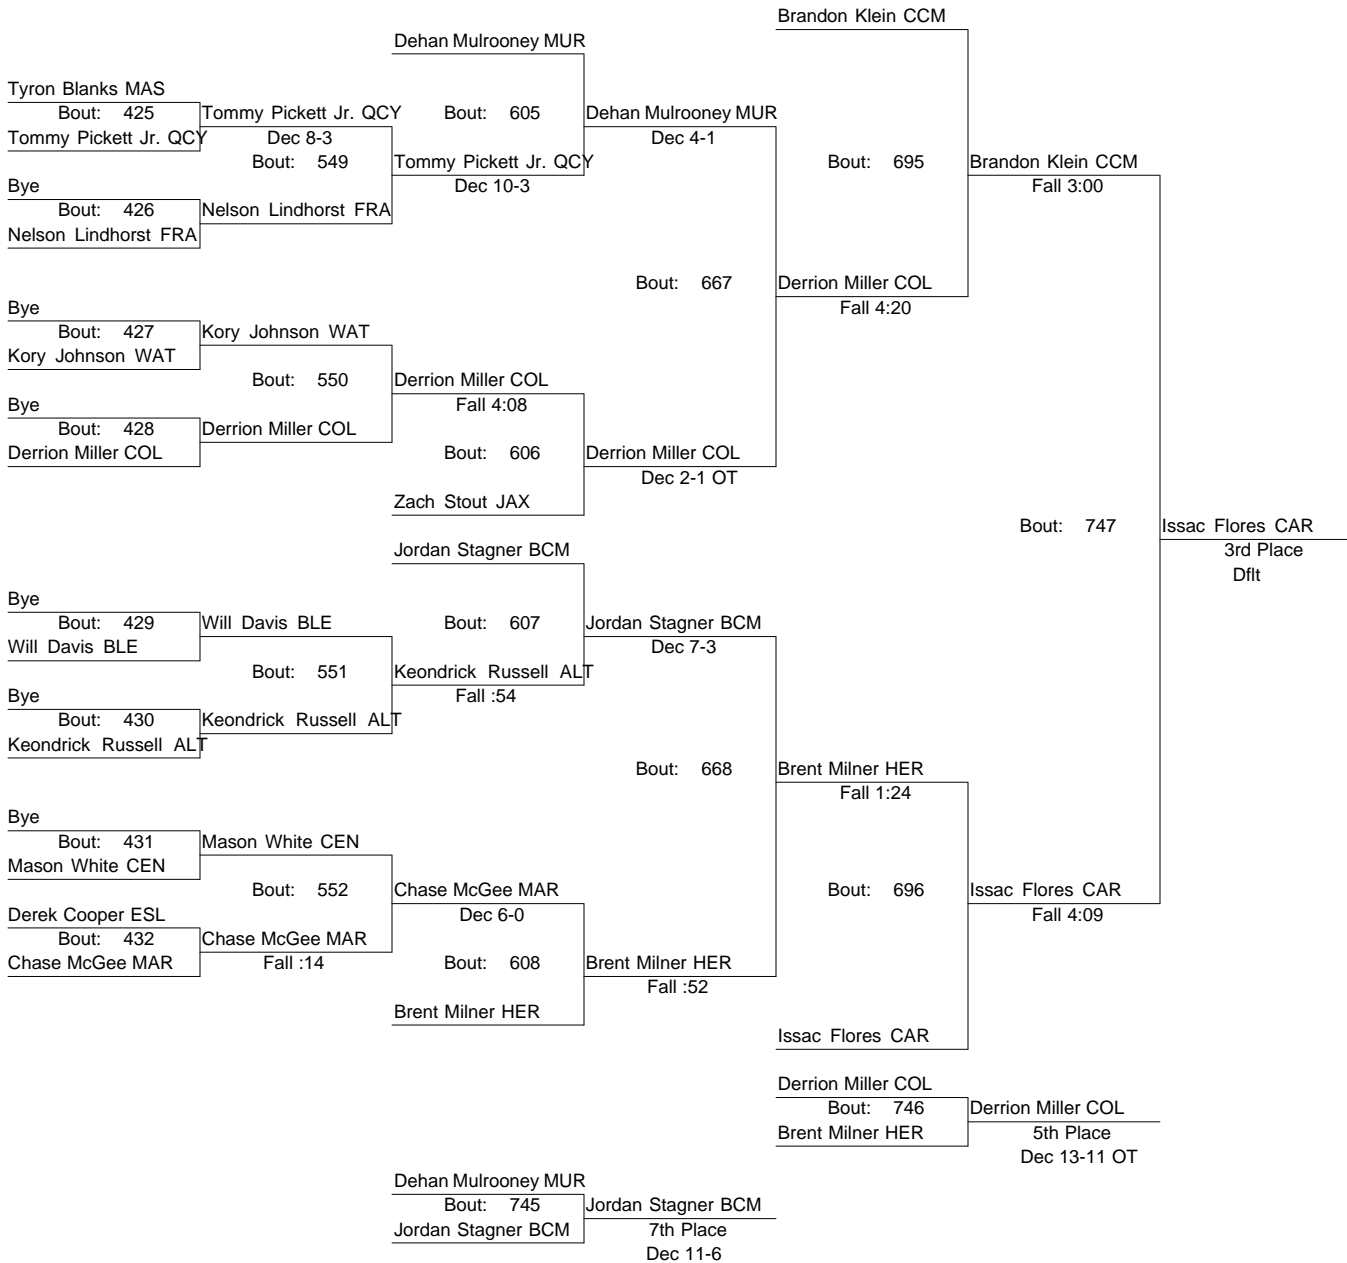 Brandon Klein CCM
Dehan Mulrooney MUR
Tyron Blanks MAS
Bout: 425
Tommy Pickett Jr. QCY
Tommy Pickett Jr. QCY
Dec 8-3
Bout: 605
Dehan Mulrooney MUR
Dec 4-1
Bout: 549
Tommy Pickett Jr. QCY
Dec 10-3
Bout: 695
Brandon Klein CCM
Fall 3:00
Bye
Bout: 426
Nelson Lindhorst FRA
Nelson Lindhorst FRA
Bout: 667
Derrion Miller COL
Fall 4:20
Bye
Bout: 427
Kory Johnson WAT
Kory Johnson WAT
Bout: 550
Derrion Miller COL
Fall 4:08
Bye
Bout: 428
Derrion Miller COL
Derrion Miller COL
Bout: 606
Derrion Miller COL
Dec 2-1 OT
Zach Stout JAX
Bout: 747
Issac Flores CAR
3rd Place
Dflt
Jordan Stagner BCM
Bye
Bout: 429
Will Davis BLE
Will Davis BLE
Bout: 607
Jordan Stagner BCM
Dec 7-3
Bout: 551
Keondrick Russell ALT
Fall :54
Bye
Bout: 430
Keondrick Russell ALT
Keondrick Russell ALT
Bout: 668
Brent Milner HER
Fall 1:24
Bye
Bout: 431
Mason White CEN
Mason White CEN
Bout: 552
Chase McGee MAR
Dec 6-0
Bout: 696
Issac Flores CAR
Fall 4:09
Derek Cooper ESL
Bout: 432
Chase McGee MAR
Chase McGee MAR
Fall :14
Bout: 608
Brent Milner HER
Fall :52
Brent Milner HER
Issac Flores CAR
Derrion Miller COL
Bout: 746
Brent Milner HER
Derrion Miller COL
5th Place
Dec 13-11 OT
Dehan Mulrooney MUR
Bout: 745
Jordan Stagner BCM
Jordan Stagner BCM
7th Place
Dec 11-6